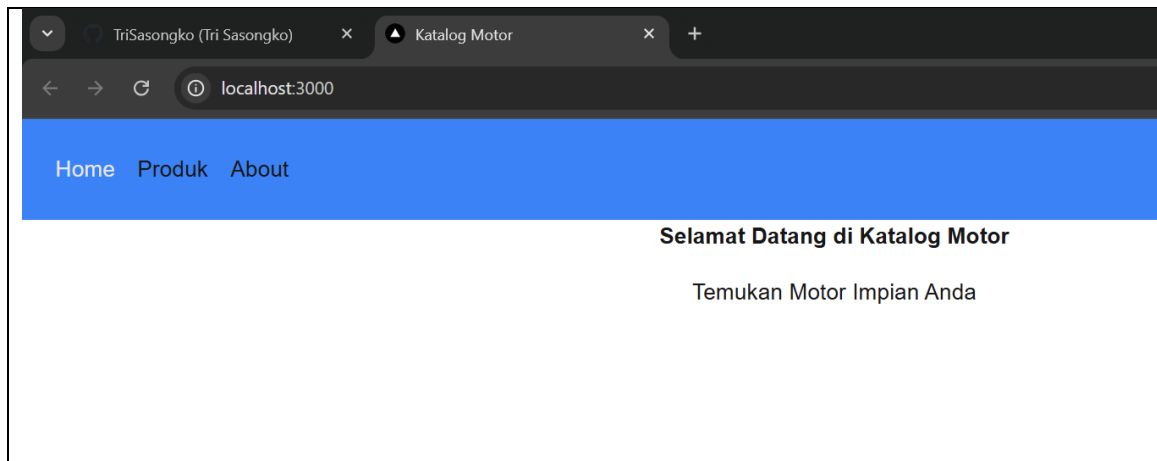 TriSasongko (Tri Sasongko) Katalog Motor
localhost:3000
Home Produk About
Selamat Datang di Katalog Motor
Temukan Motor Impian Anda